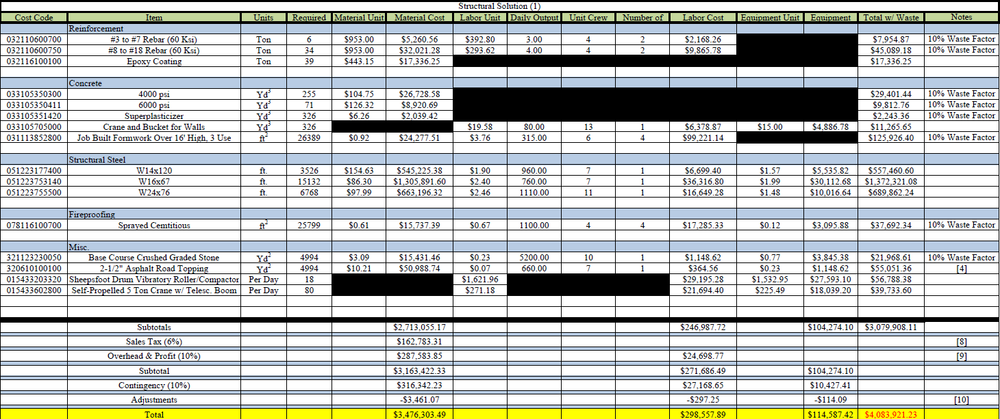 Structural Solution (1)
Cost Code Item Units Required Material Unit Material Cost Labor Unit Daily Output Unit Crew Number of Labor Cost Equipment Unit Equipment Total w/ Waste Notes
Reinforcement
032110600700 #3 to #7 Rebar (60 Ksi) Ton 6 $953.00 $5,260.56 $392.80 3.00 4 2 $2,168.26 $7,954.87 10% Waste Factor
032110600750 #8 to #18 Rebar (60 Ksi) Ton 34 $953.00 $32,021.28 $293.62 4.00 4 2 $9,865.78 $45,089.18 10% Waste Factor
032116100100 Epoxy Coating Ton 39 $443.15 $17,336.25 $17,336.25
Concrete
033105350300 4000 psi Yd³ 255 $104.75 $26,728.58 $29,401.44 10% Waste Factor
033105350411 6000 psi Yd³ 71 $126.32 $8,920.69 $9,812.76 10% Waste Factor
033105351420 Superplasticizer Yd³ 326 $6.26 $2,039.42 $2,243.36 10% Waste Factor
033105705000 Crane and Bucket for Walls Yd³ 326 $19.58 80.00 13 1 $6,378.87 $15.00 $4,886.78 $11,265.65
031113852800 Job Built Formwork Over 16' High, 3 Use ft² 26389 $0.92 $24,277.51 $3.76 315.00 6 4 $99,221.14 $125,926.40 10% Waste Factor
Structural Steel
051223177400 W14x120 ft. 3526 $154.63 $545,225.38 $1.90 960.00 7 1 $6,699.40 $1.57 $5,535.82 $557,460.60
051223753140 W16x67 ft. 15132 $86.30 $1,305,891.60 $2.40 760.00 7 1 $36,316.80 $1.99 $30,112.68 $1,372,321.08
051223755500 W24x76 ft. 6768 $97.99 $663,196.32 $2.46 1110.00 11 1 $16,649.28 $1.48 $10,016.64 $689,862.24
Fireproofing
078116100700 Sprayed Cemtitious ft² 25799 $0.61 $15,737.39 $0.67 1100.00 4 4 $17,285.33 $0.12 $3,095.88 $37,692.34 10% Waste Factor
Misc.
321123230050 Base Course Crushed Graded Stone Yd² 4994 $3.09 $15,431.46 $0.23 5200.00 10 1 $1,148.62 $0.77 $3,845.38 $21,968.61 10% Waste Factor
320610100100 2-1/2" Asphalt Road Topping Yd² 4994 $10.21 $50,988.74 $0.07 660.00 7 1 $364.56 $0.23 $1,148.62 $55,051.36 [4]
015433203320 Sheepsfoot Drum Vibratory Roller/Compactor Per Day 18 $1,621.96 $29,195.28 $1,532.95 $27,593.10 $56,788.38
015433602800 Self-Propelled 5 Ton Crane w/ Telesc. Boom Per Day 80 $271.18 $21,694.40 $225.49 $18,039.20 $39,733.60
Subtotals $2,713,055.17 $246,987.72 $104,274.10 $3,079,908.11
Sales Tax (6%) $162,783.31 [8]
Overhead & Profit (10%) $287,583.85 $24,698.77 [9]
Subtotal $3,163,422.33 $271,686.49 $104,274.10
Contingency (10%) $316,342.23 $27,168.65 $10,427.41
Adjustments -$3,461.07 -$297.25 -$114.09 [10]
Total $3,476,303.49 $298,557.89 $114,587.42 $4,083,921.23